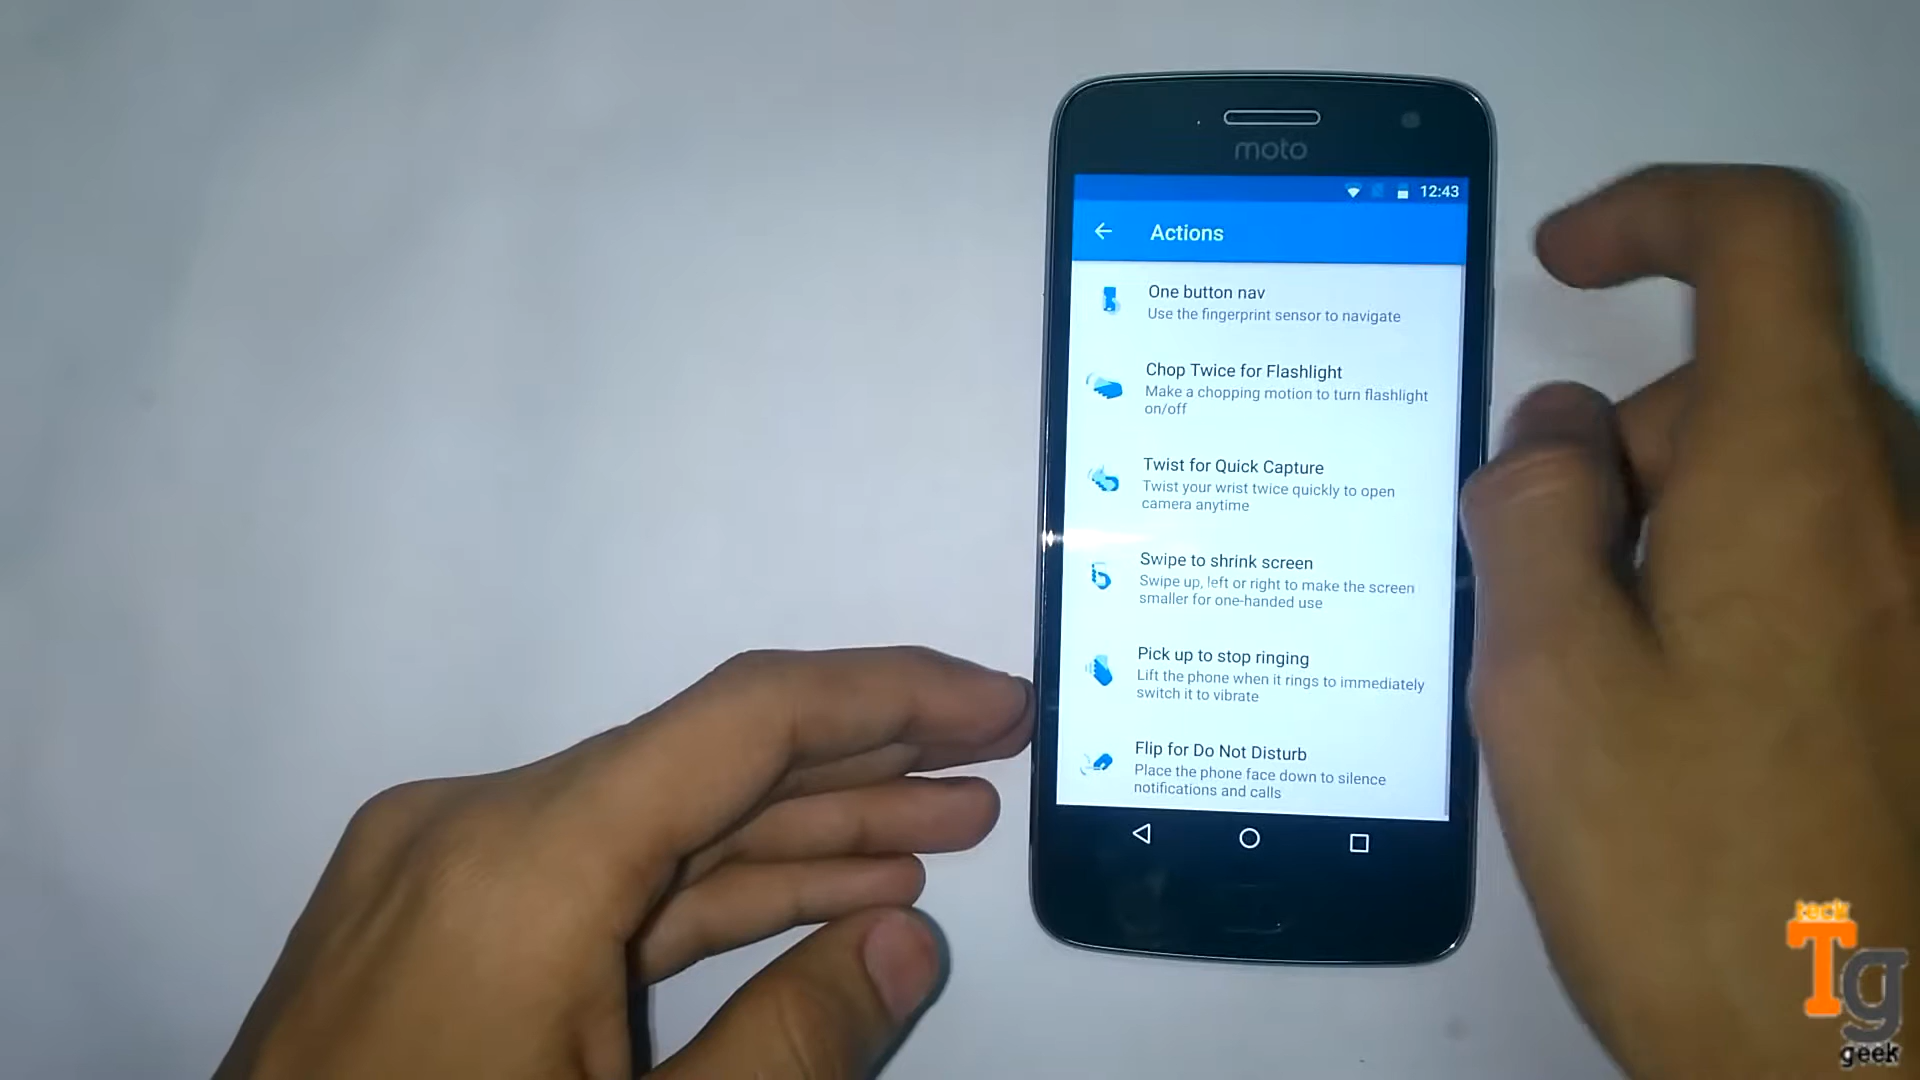 moto
12:43
Actions
One button nav
Use the fingerprint sensor to navigate
Chop Twice for Flashlight
Make a chopping motion to turn flashlight
on/off
Twist for Quick Capture
Twist your wrist twice quickly to open
camera anytime
Swipe to shrink screen
Swipe up, left or right to make the screen
smaller for one-handed use
Pick up to stop ringing
Lift the phone when it rings to immediately
switch it to vibrate
Flip for Do Not Disturb
Place the phone face down to silence
notifications and calls
teck
Tg
geek